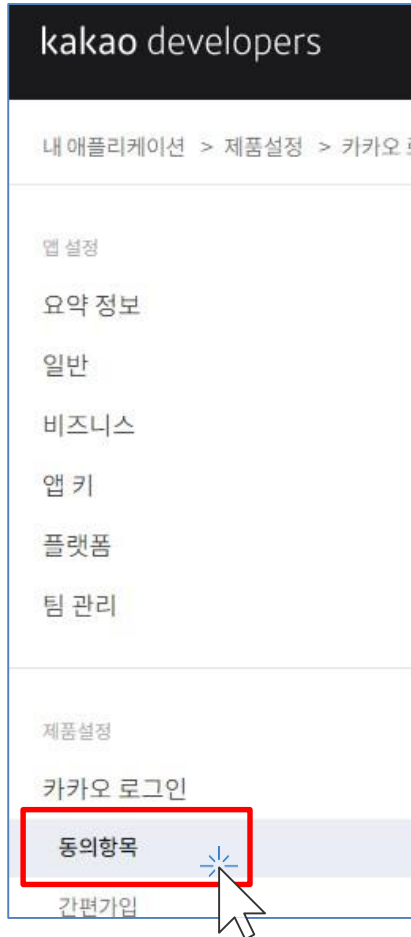 kakao developers
내 애플리케이션 > 제품설정 > 카카오
앱 설정
요약 정보
일반
비즈니스
앱 키
플랫폼
팀 관리
제품설정
카카오 로그인
동의항목
간편가입